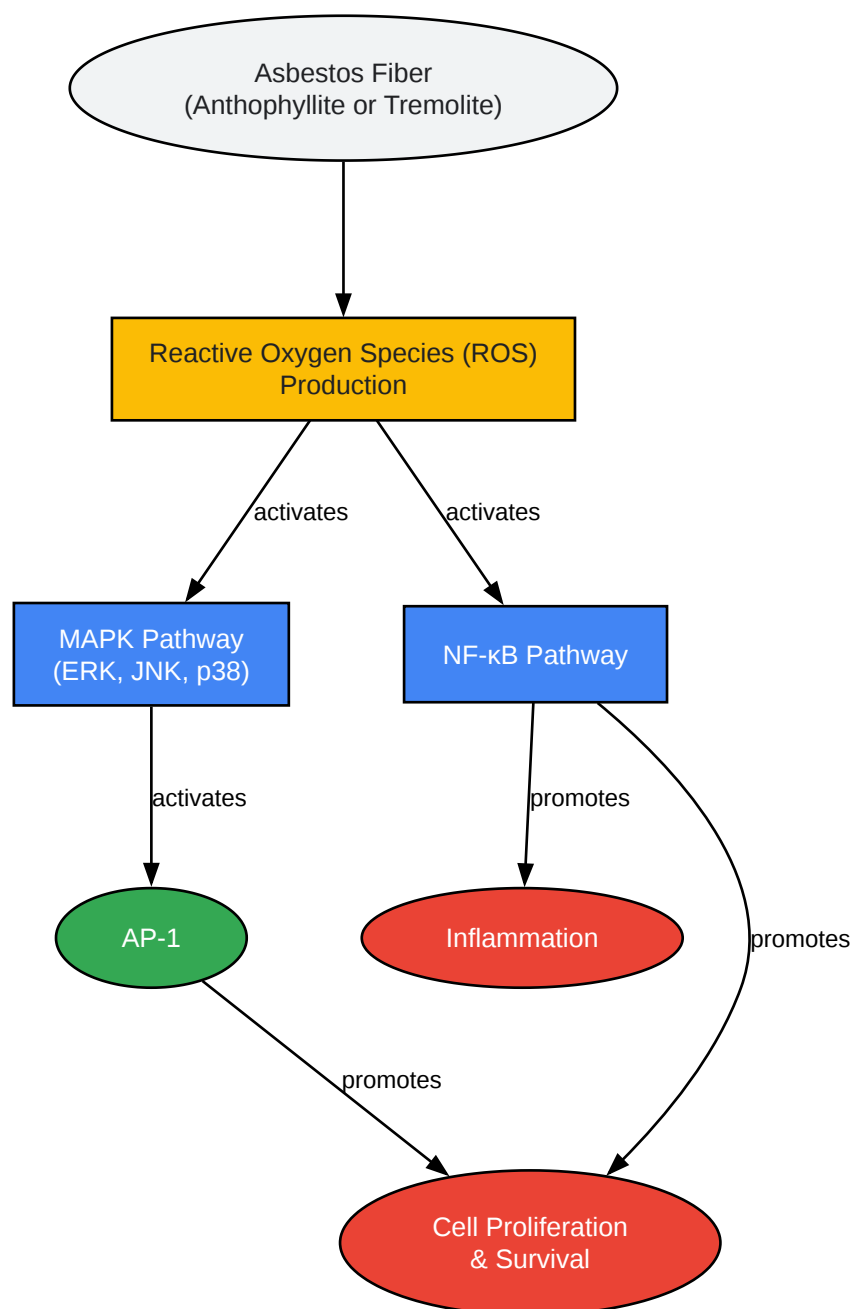 Asbestos Fiber
(Anthophyllite or Tremolite)
Reactive Oxygen Species (ROS)
Production
activates
activates
MAPK Pathway
(ERK, JNK, p38)
NF-κB Pathway
activates
promotes
AP-1
Inflammation
promotes
promotes
Cell Proliferation
& Survival